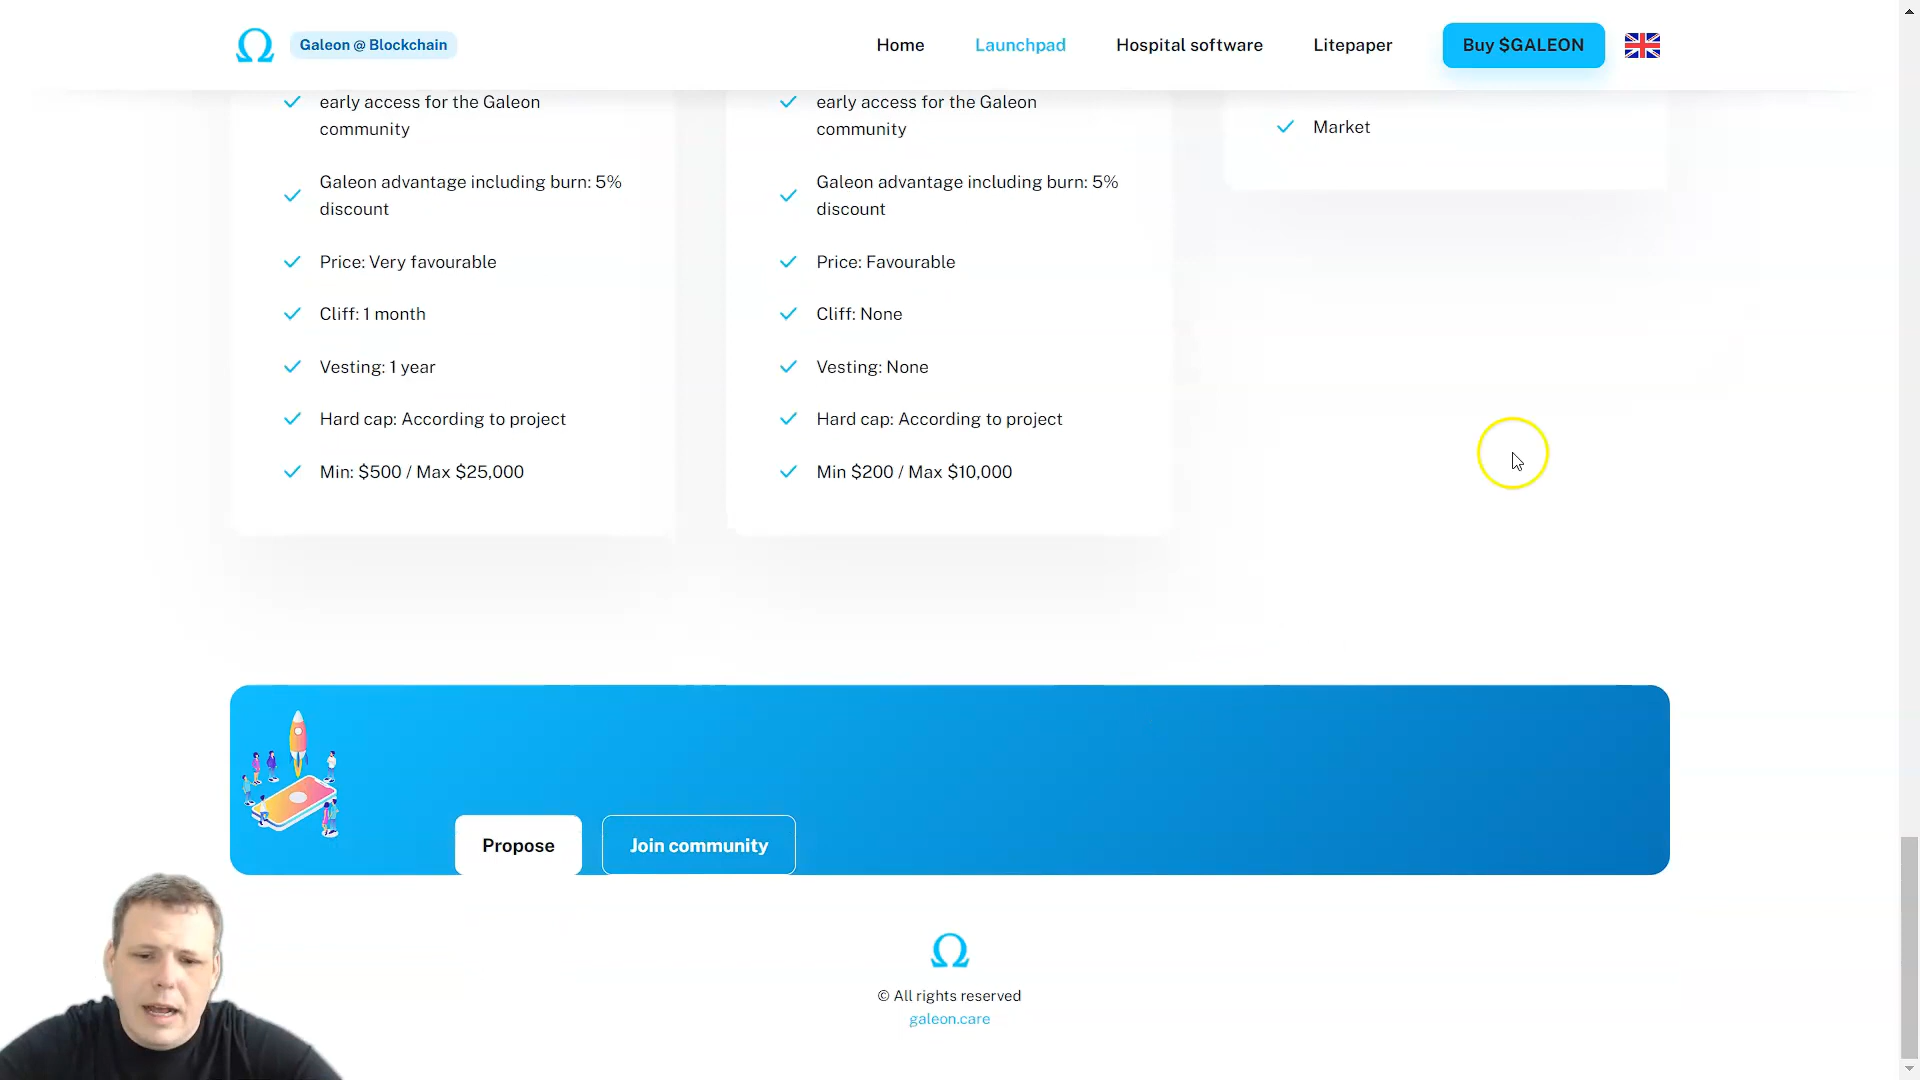 Galeon @ Blockchain
Home
Launchpad
Hospital software
Litepaper
Buy $GALEON
early access for the Galeon
community
Galeon advantage including burn: 5%
discount
Price: Very favourable
Cliff: 1 month
Vesting: 1 year
Hard cap: According to project
Min: $500 / Max $25,000
early access for the Galeon
community
Galeon advantage including burn: 5%
discount
Price: Favourable
Cliff: None
Vesting: None
Hard cap: According to project
Min $200 / Max $10,000
Market
Propose
Join community
© All rights reserved
galeon.care